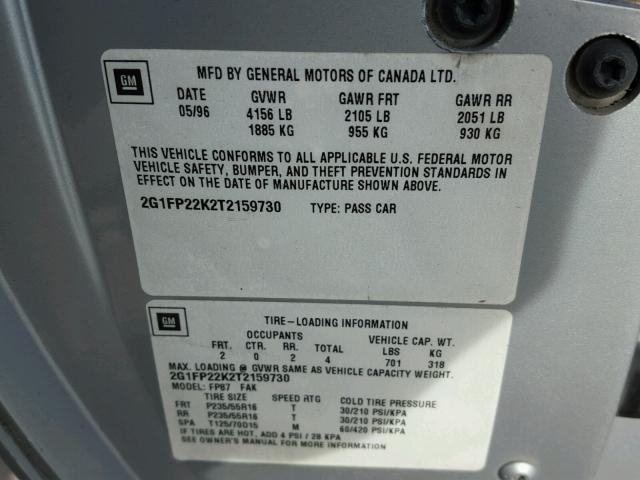 GM
MFD BY GENERAL MOTORS OF CANADA LTD.
DATE GVWR GAWR FRT GAWR RR
05/96 4156 LB 2105 LB 2051 LB
1885 KG 955 KG 930 KG
THIS VEHICLE CONFORMS TO ALL APPLICABLE U.S. FEDERAL MOTOR
VEHICLE SAFETY, BUMPER, AND THEFT PREVENTION STANDARDS IN
EFFECT ON THE DATE OF MANUFACTURE SHOWN ABOVE.
2G1FP22K2T2159730 TYPE: PASS CAR
GM
TIRE-LOADING INFORMATION
OCCUPANTS VEHICLE CAP. WT.
FRT. CTR. RR. TOTAL LBS KG
2 0 2 4 701 318
MAX. LOADING @ GVWR SAME AS VEHICLE CAPACITY WEIGHT.
2G1FP22K2T2159730
MODEL: FP87 FAK
TIRE SIZE SPEED RTG COLD TIRE PRESSURE
FRT P235/55R16 T 30/210 PSI/KPA
RR P235/55R16 T 30/210 PSI/KPA
SPA T125/70D15 M 60/420 PSI/KPA
IF TIRES ARE HOT, ADD 4 PSI / 28 KPA
SEE OWNER'S MANUAL FOR MORE INFORMATION